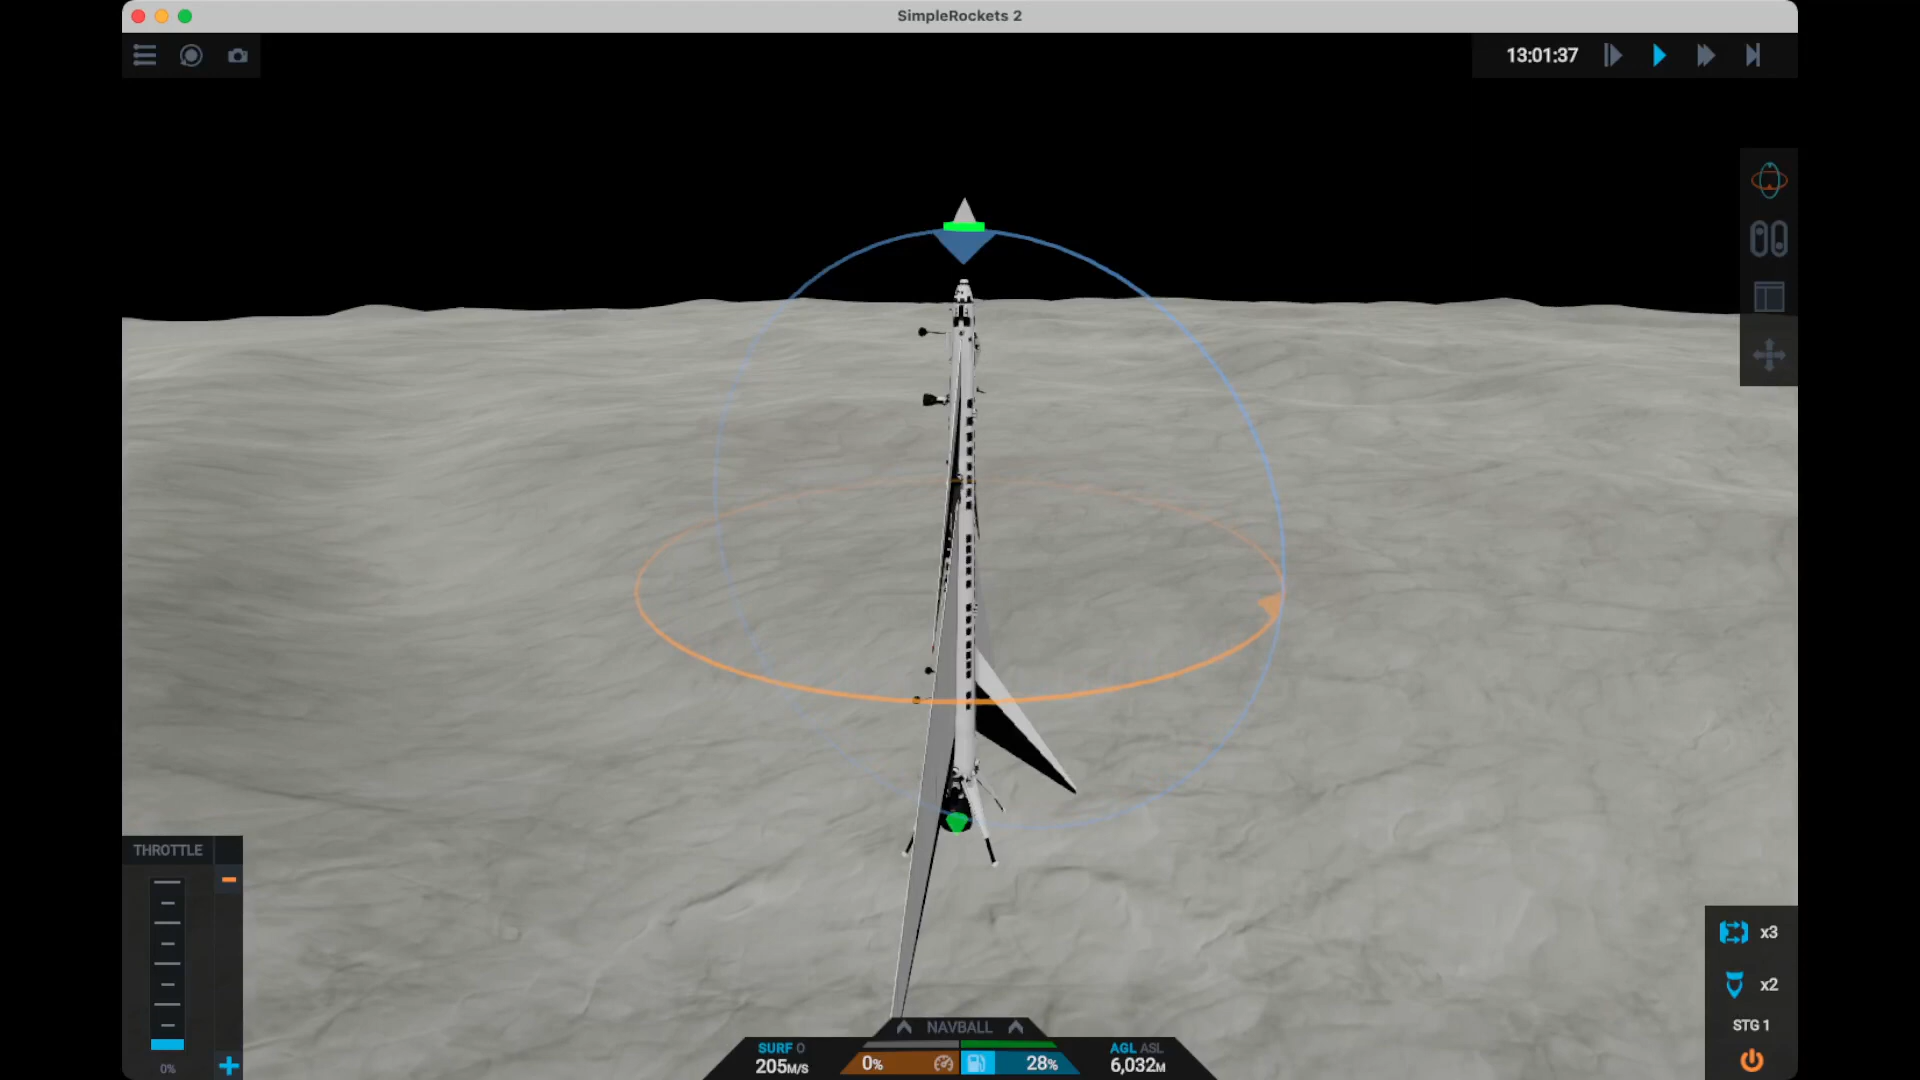 SimpleRockets 2
13:01:37
THROTTLE
0%
x3
x2
STG 1
NAVBALL
SURF O
205M/S
0%
28%
AGL ASL
6,032M